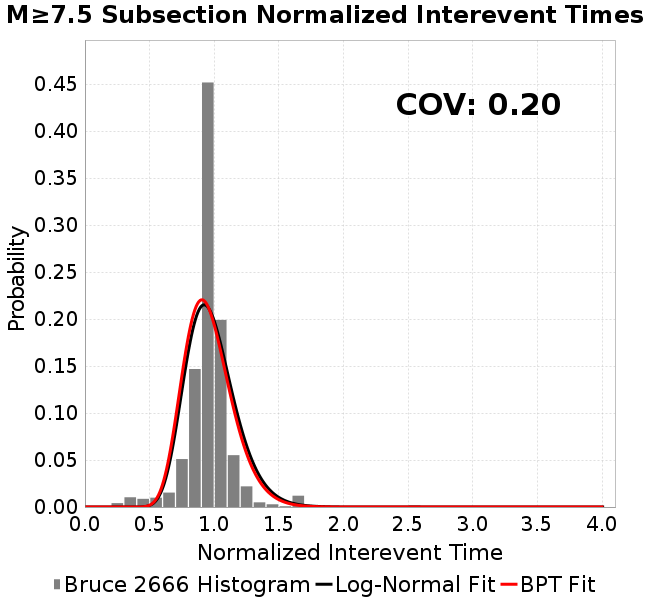 M≥7.5 Subsection Normalized Interevent Times
COV: 0.20
Probability
0.45
0.40
0.35
0.30
0.25
0.20
0.15
0.10
0.05
0.00
0.0 0.5 1.0 1.5 2.0 2.5 3.0 3.5 4.0
Normalized Interevent Time
Bruce 2666 Histogram Log-Normal Fit BPT Fit